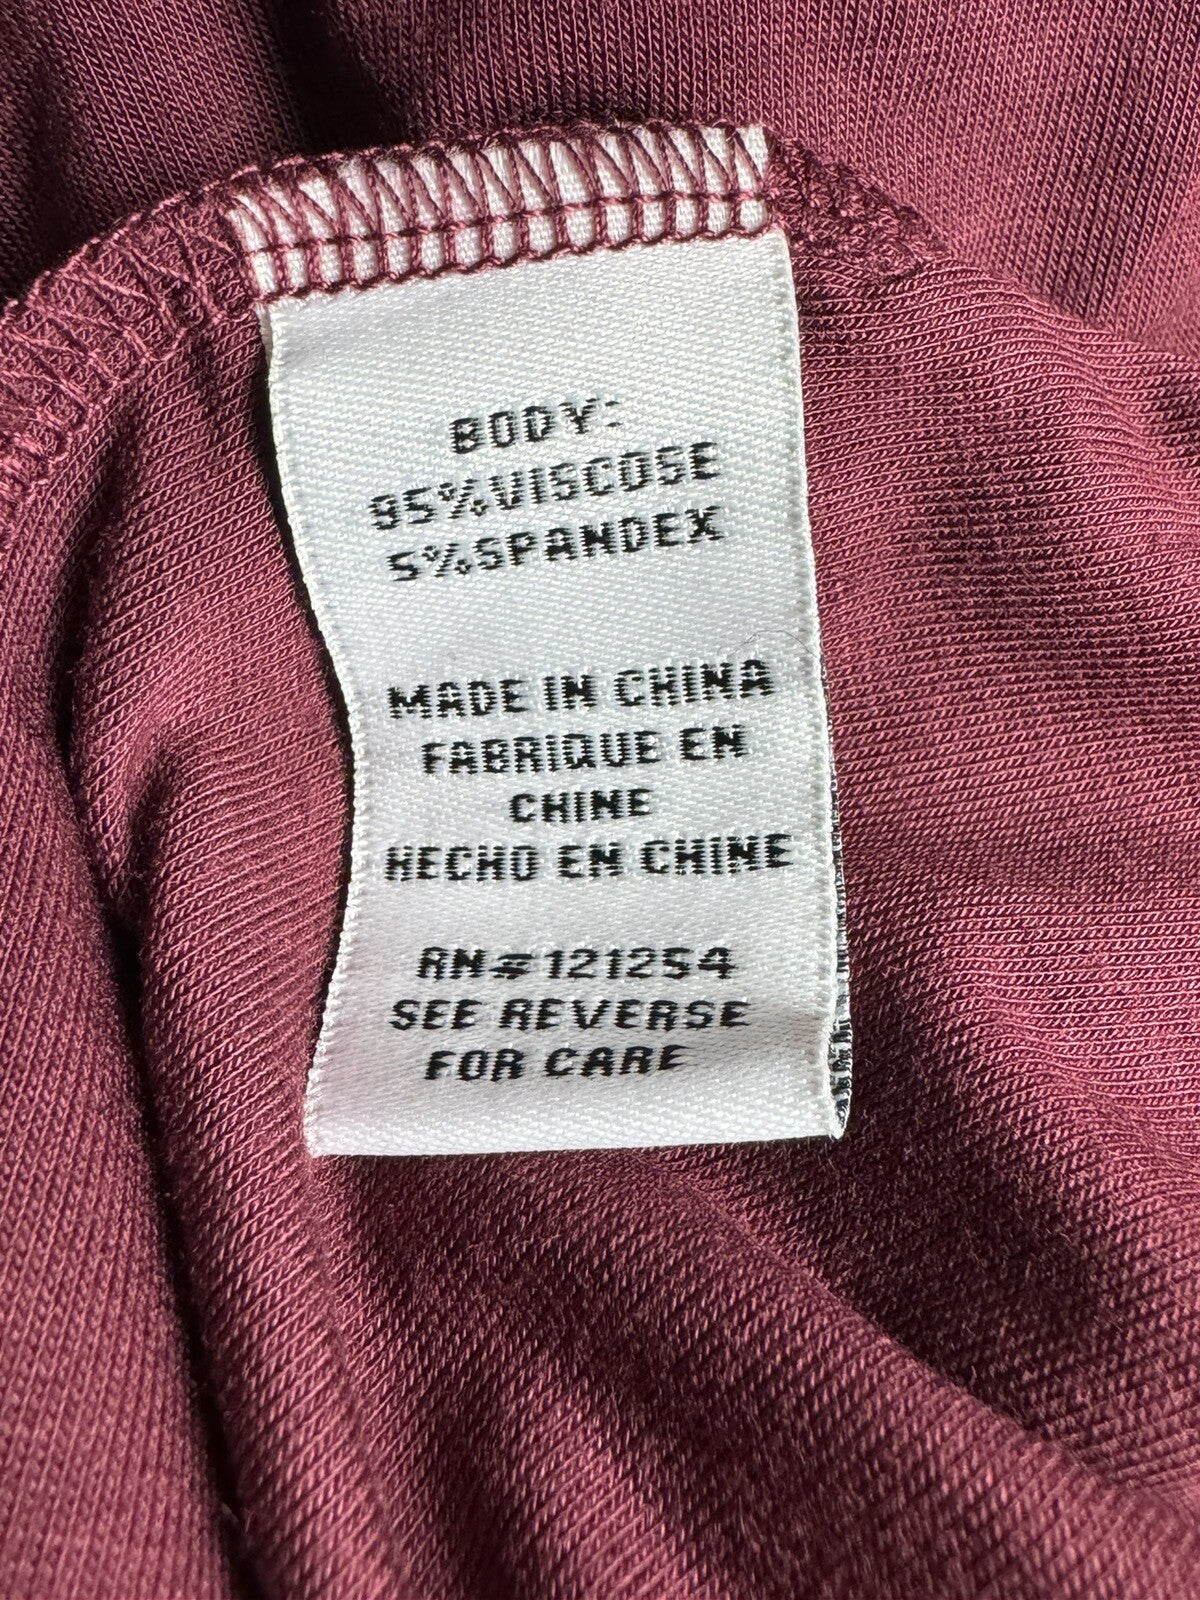 BODY:
95%VISCOSE
5%SPANDEX
MADE IN CHINA
FABRIQUE EN
CHINE
HECHO EN CHINE
RN#121254
SEE REVERSE
FOR CARE